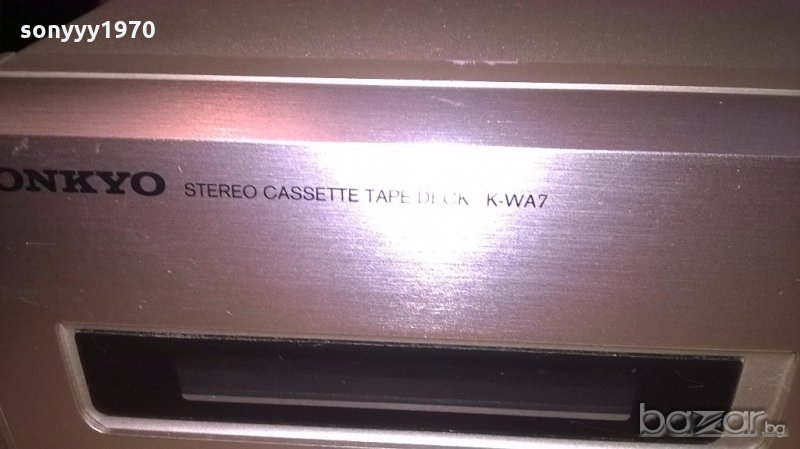 sonyyy1970
ONKYO STEREO CASSETTE TAPE DECK K-WA7
bazar.bg